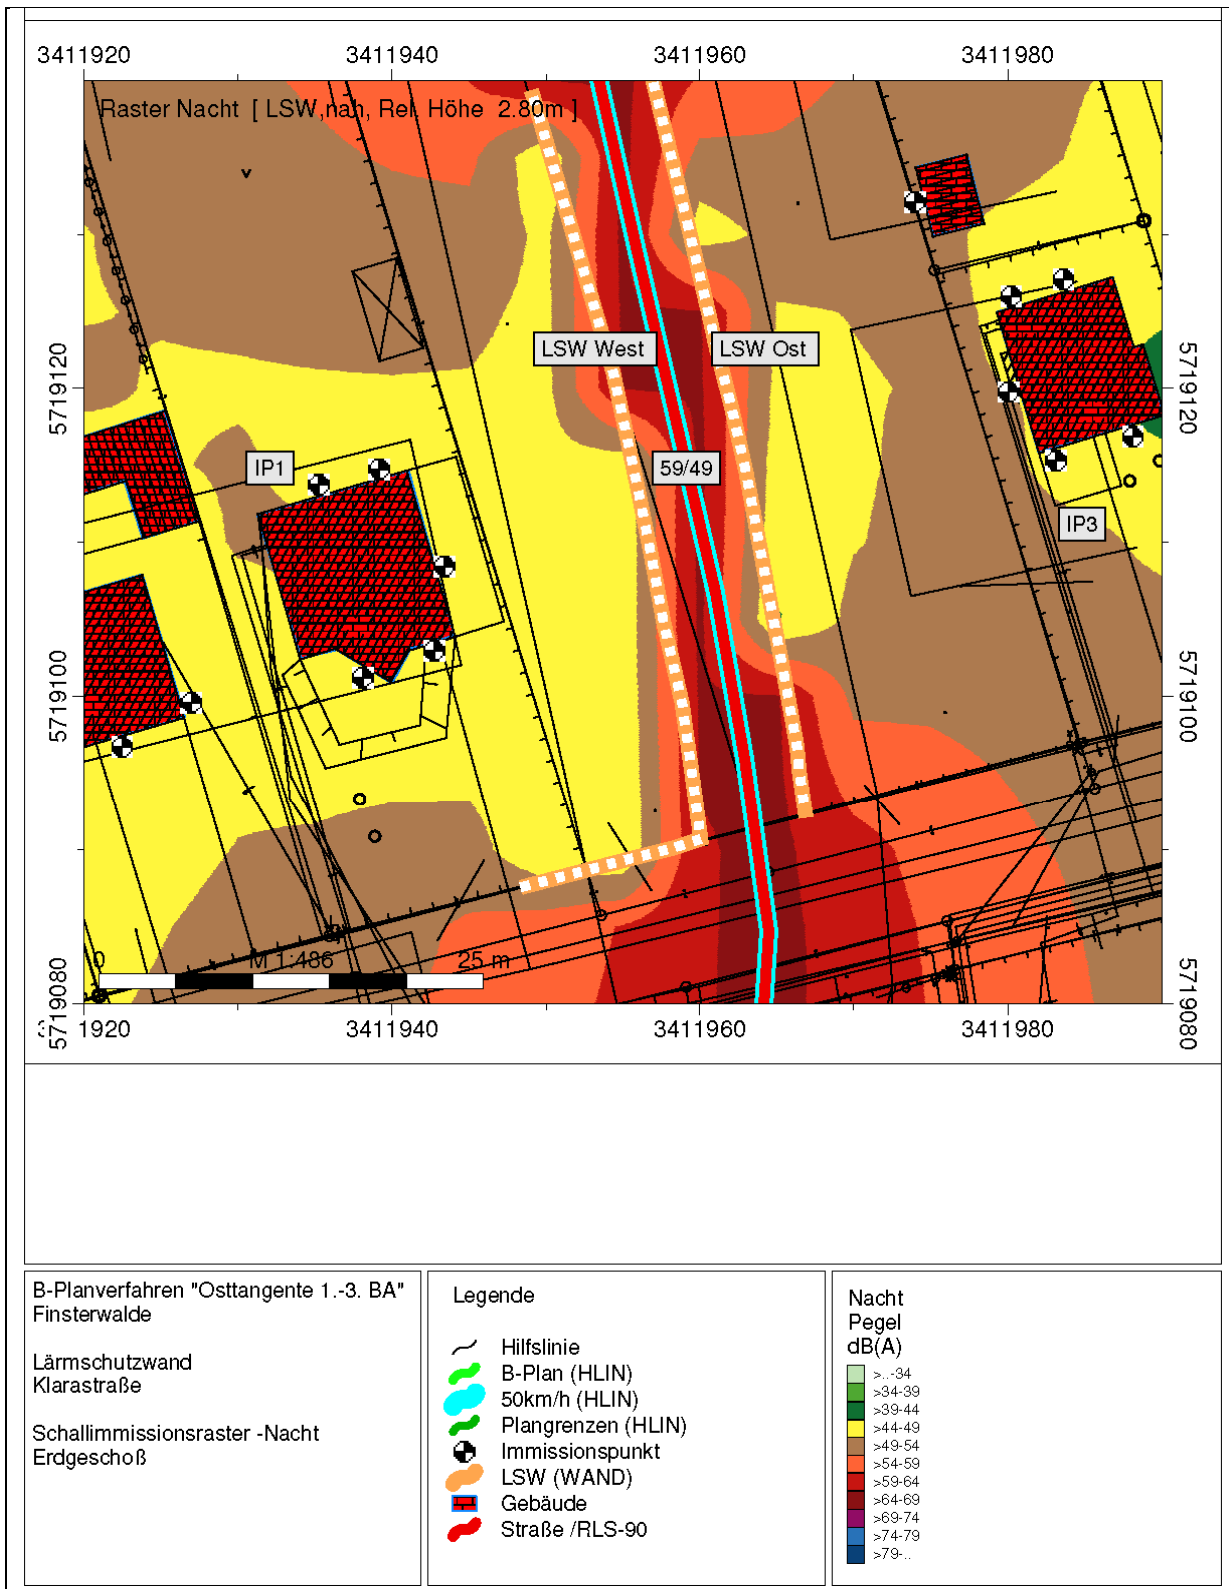 3411920 3411940 3411960 3411980
Raster Nacht [ LSW,nah, Rel. Höhe 2.80m ]
LSW West
LSW Ost
5719120
5719120
IP1
59/49
IP3
5719100
5719100
0 M 1:486 25 m
5719080
5719080
1920 3411940 3411960 3411980
B-Planverfahren "Osttangente 1.-3. BA"
Finsterwalde
Lärmschutzwand
Klarastraße
Schallimmissionsraster -Nacht
Erdgeschoß
Legende
Hilfslinie
B-Plan (HLIN)
50km/h (HLIN)
Plangrenzen (HLIN)
Immissionspunkt
LSW (WAND)
Gebäude
Straße /RLS-90
Nacht
Pegel
dB(A)
>..-34
>34-39
>39-44
>44-49
>49-54
>54-59
>59-64
>64-69
>69-74
>74-79
>79-..